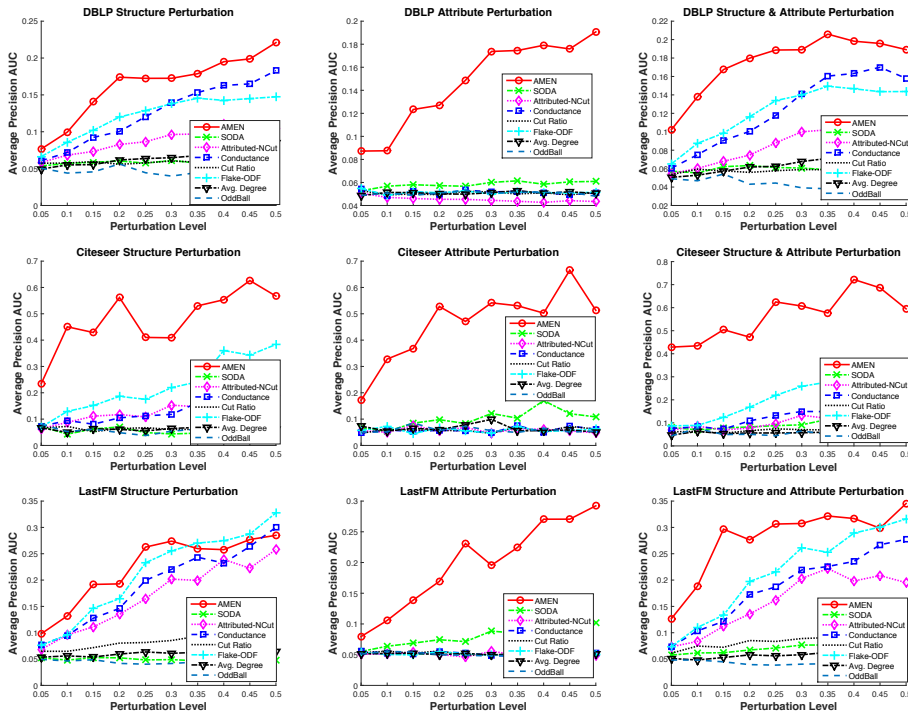 DBLP Structure Perturbation
Average Precision AUC
0.25
0.2
0.15
0.1
0.05
0
0.05 0.1 0.15 0.2 0.25 0.3 0.35 0.4 0.45 0.5
Perturbation Level
AMEN
SODA
Attributed-NCut
Conductance
Cut Ratio
Flake-ODF
Avg. Degree
OddBall
DBLP Attribute Perturbation
Average Precision AUC
0.2
0.18
0.16
0.14
0.12
0.1
0.08
0.06
0.04
0.05 0.1 0.15 0.2 0.25 0.3 0.35 0.4 0.45 0.5
Perturbation Level
AMEN
SODA
Attributed-NCut
Conductance
Cut Ratio
Flake-ODF
Avg. Degree
OddBall
DBLP Structure & Attribute Perturbation
Average Precision AUC
0.22
0.2
0.18
0.16
0.14
0.12
0.1
0.08
0.06
0.04
0.02
0.05 0.1 0.15 0.2 0.25 0.3 0.35 0.4 0.45 0.5
Perturbation Level
AMEN
SODA
Attributed-NCut
Conductance
Cut Ratio
Flake-ODF
Avg. Degree
OddBall
Citeseer Structure Perturbation
Average Precision AUC
0.7
0.6
0.5
0.4
0.3
0.2
0.1
0
0.05 0.1 0.15 0.2 0.25 0.3 0.35 0.4 0.45 0.5
Perturbation Level
AMEN
SODA
Attributed-NCut
Conductance
Cut Ratio
Flake-ODF
Avg. Degree
OddBall
Citeseer Attribute Perturbation
Average Precision AUC
0.7
0.6
0.5
0.4
0.3
0.2
0.1
0
0.05 0.1 0.15 0.2 0.25 0.3 0.35 0.4 0.45 0.5
Perturbation Level
AMEN
SODA
Attributed-NCut
Conductance
Cut Ratio
Flake-ODF
Avg. Degree
OddBall
Citeseer Structure & Attribute Perturbation
Average Precision AUC
0.8
0.7
0.6
0.5
0.4
0.3
0.2
0.1
0
0.05 0.1 0.15 0.2 0.25 0.3 0.35 0.4 0.45 0.5
Perturbation Level
AMEN
SODA
Attributed-NCut
Conductance
Cut Ratio
Flake-ODF
Avg. Degree
OddBall
LastFM Structure Perturbation
Average Precision AUC
0.35
0.3
0.25
0.2
0.15
0.1
0.05
0
0.05 0.1 0.15 0.2 0.25 0.3 0.35 0.4 0.45 0.5
Perturbation Level
AMEN
SODA
Attributed-NCut
Conductance
Cut Ratio
Flake-ODF
Avg. Degree
OddBall
LastFM Attribute Perturbation
Average Precision AUC
0.3
0.25
0.2
0.15
0.1
0.05
0
0.05 0.1 0.15 0.2 0.25 0.3 0.35 0.4 0.45 0.5
Perturbation Level
AMEN
SODA
Attributed-NCut
Conductance
Cut Ratio
Flake-ODF
Avg. Degree
OddBall
LastFM Structure and Attribute Perturbation
Average Precision AUC
0.35
0.3
0.25
0.2
0.15
0.1
0.05
0
0.05 0.1 0.15 0.2 0.25 0.3 0.35 0.4 0.45 0.5
Perturbation Level
AMEN
SODA
Attributed-NCut
Conductance
Cut Ratio
Flake-ODF
Avg. Degree
OddBall